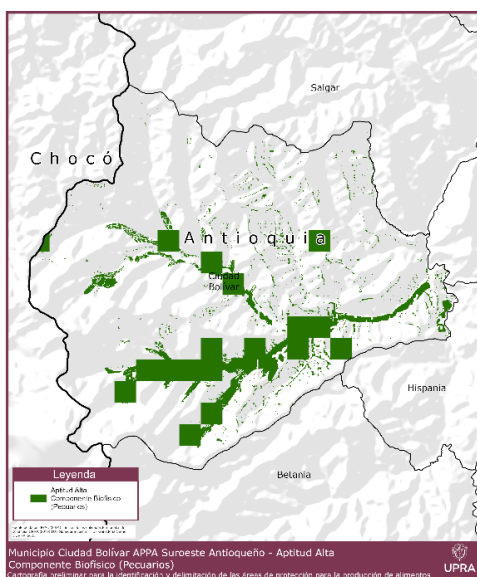 Salgar
Chocó
Antioquia
Ciudad
Bolívar
Hispania
Betania
Leyenda
Aptitud Alta
Componente Biofísico
(Pecuarios)
Municipio Ciudad Bolívar APPA Suroeste Antioqueño - Aptitud Alta
Componente Biofísico (Pecuarios)
Cartografía preliminar para la identificación y delimitación de las áreas de protección para la producción de alimentos
UPRA